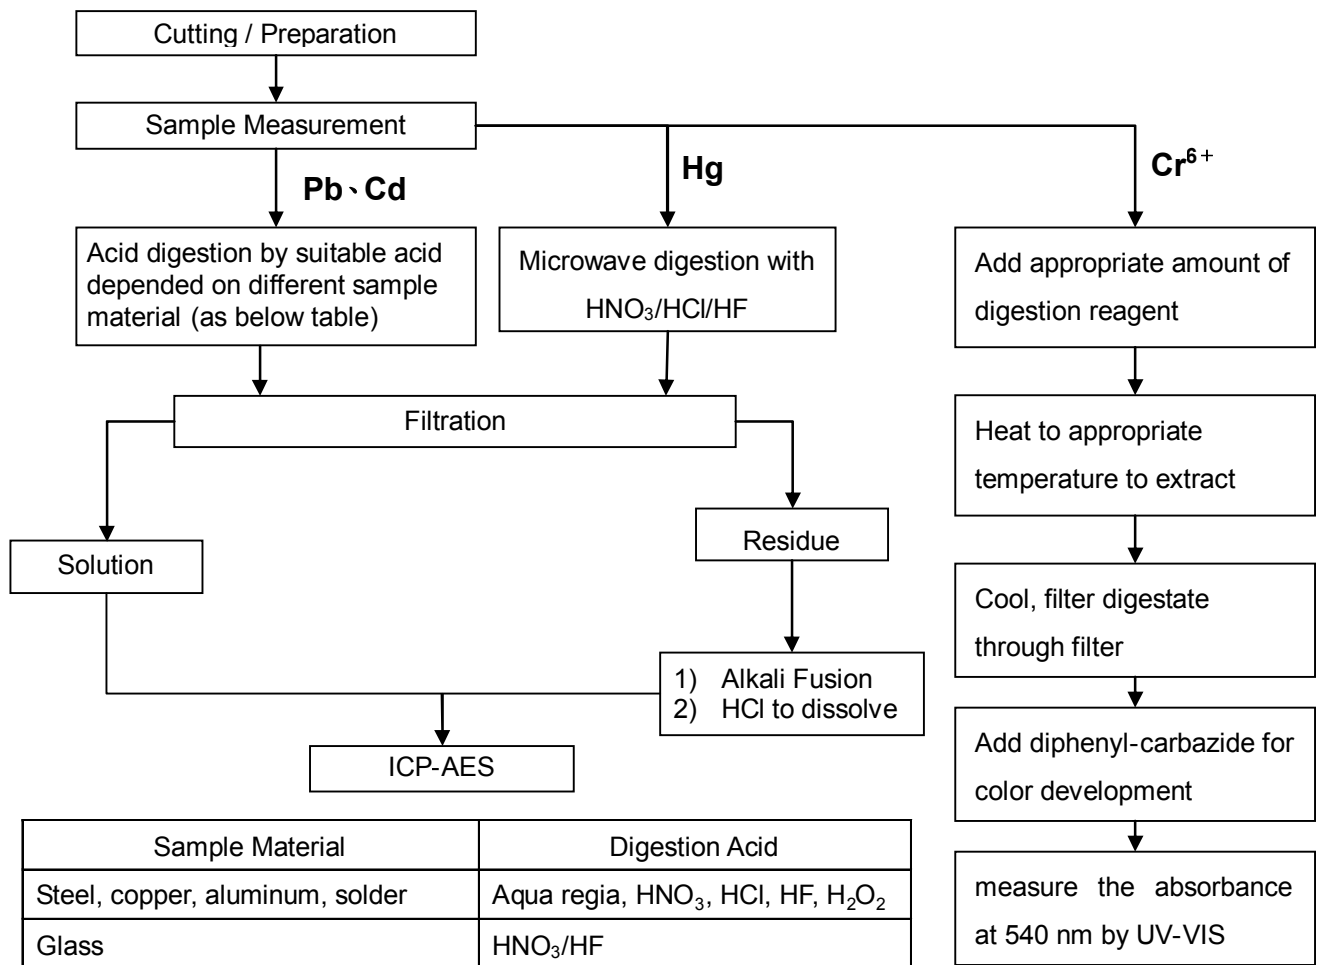 Cutting / Preparation
Sample Measurement
Pb、Cd
Hg
Cr⁶⁺
Acid digestion by suitable acid
depended on different sample
material (as below table)
Microwave digestion with
HNO₃/HCl/HF
Add appropriate amount of
digestion reagent
Filtration
Heat to appropriate
temperature to extract
Solution
Residue
Cool, filter digestate
through filter
1) Alkali Fusion
2) HCl to dissolve
ICP-AES
Add diphenyl-carbazide for
color development
measure the absorbance
at 540 nm by UV-VIS
Sample Material Digestion Acid
Steel, copper, aluminum, solder Aqua regia, HNO₃, HCl, HF, H₂O₂
Glass HNO₃/HF